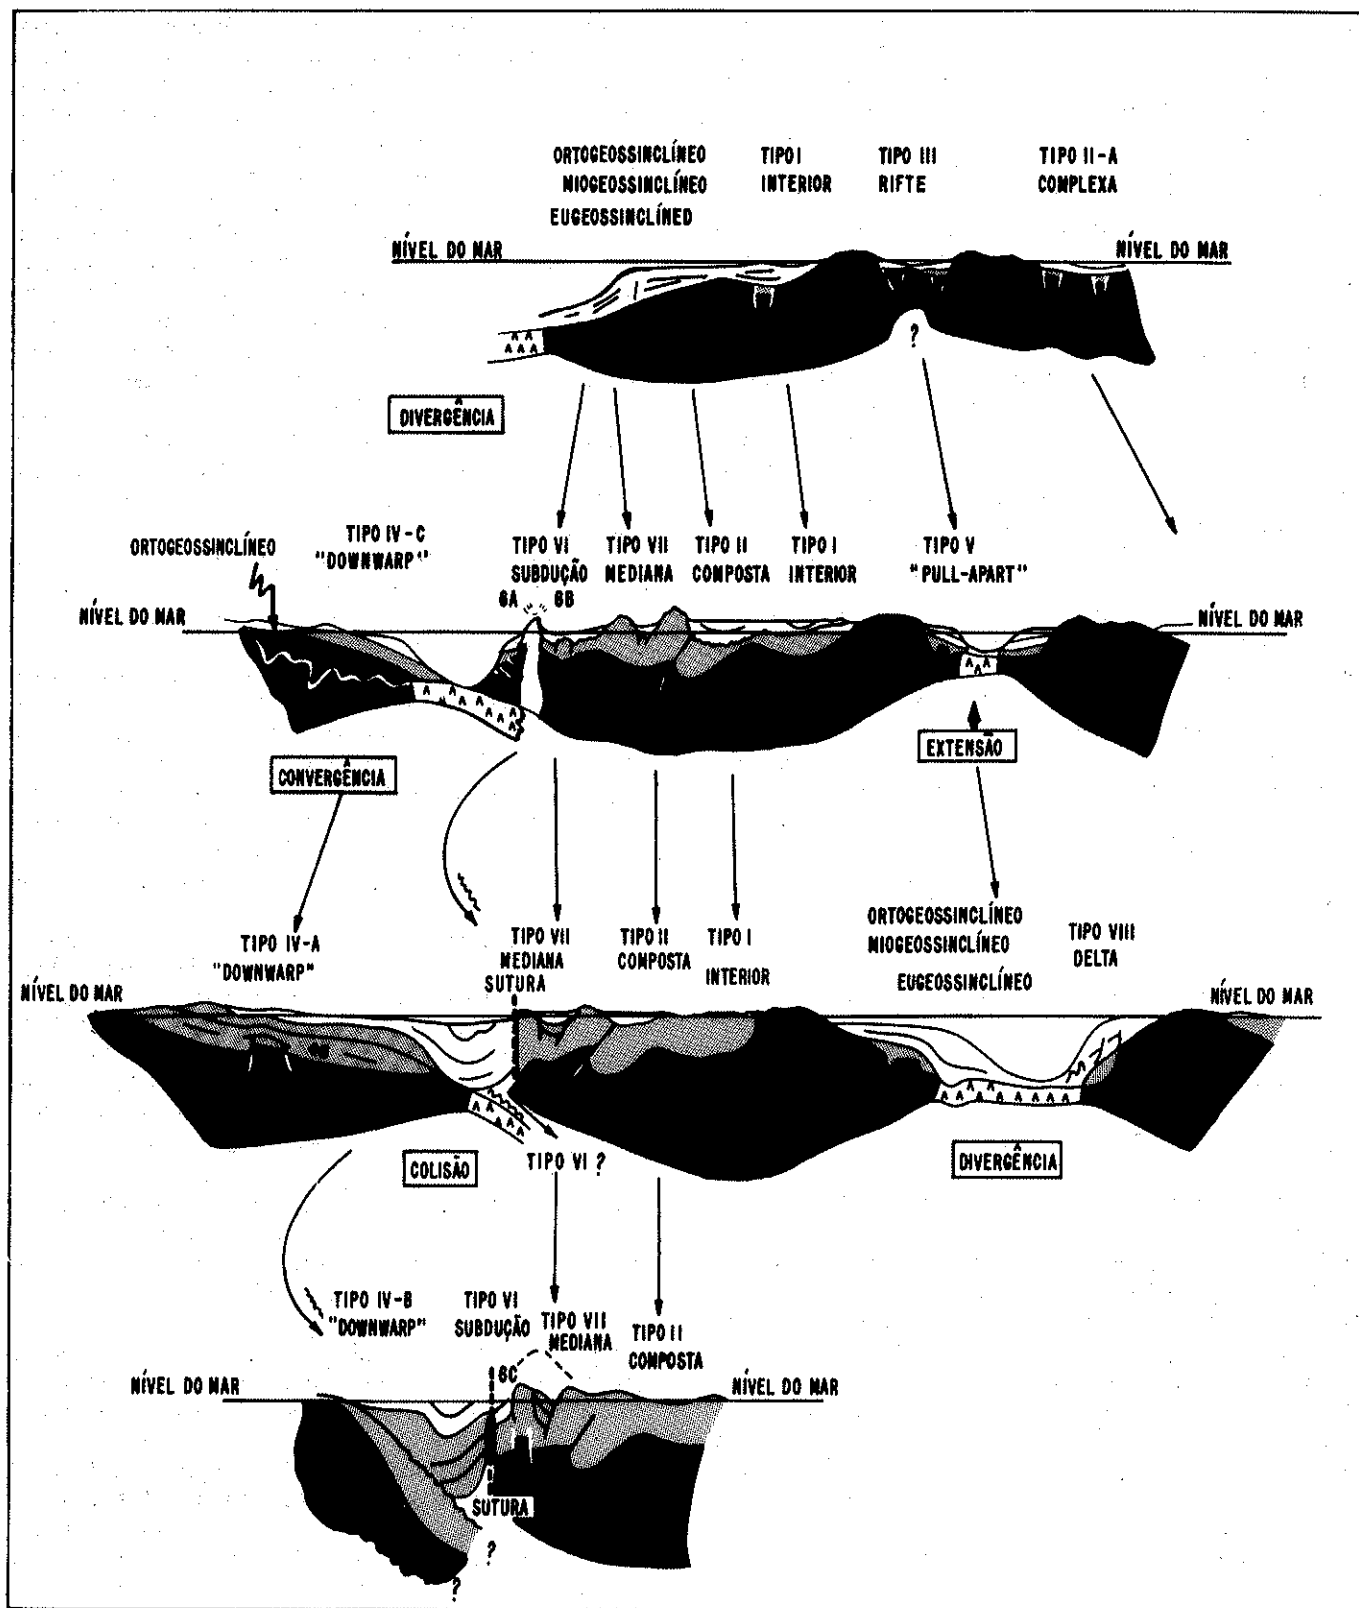 ORTOGEOSSINCLÍNEO
MIOGEOSSINCLÍNEO
EUGEOSSINCLÍNED
TIPO I
INTERIOR
TIPO III
RIFTE
TIPO II-A
COMPLEXA
NÍVEL DO MAR
NÍVEL DO MAR
?
DIVERGÊNCIA
ORTOGEOSSINCLÍNEO
TIPO IV-C
"DOWNWARP"
TIPO VI
SUBDUÇÃO
6A
6B
TIPO VII
MEDIANA
TIPO II
COMPOSTA
TIPO I
INTERIOR
TIPO V
"PULL-APART"
NÍVEL DO MAR
NÍVEL DO MAR
CONVERGÊNCIA
EXTENSÃO
TIPO IV-A
"DOWNWARP"
TIPO VII
MEDIANA
SUTURA
TIPO II
COMPOSTA
TIPO I
INTERIOR
ORTOGEOSSINCLÍNEO
MIOGEOSSINCLÍNEO
EUGEOSSINCLÍNEO
TIPO VIII
DELTA
NÍVEL DO MAR
NÍVEL DO MAR
COLISÃO
TIPO VI ?
DIVERGÊNCIA
TIPO IV-B
"DOWNWARP"
TIPO VI
SUBDUÇÃO
TIPO VII
MEDIANA
TIPO II
COMPOSTA
6C
NÍVEL DO MAR
NÍVEL DO MAR
SUTURA
?
?